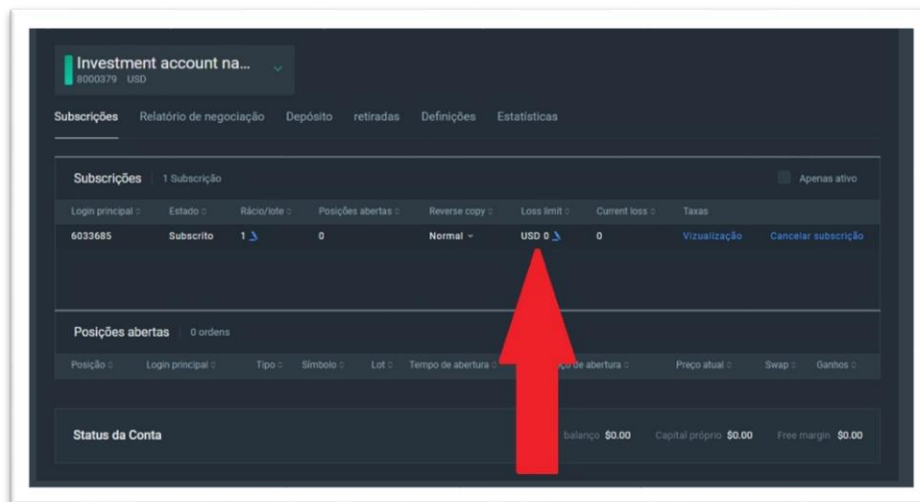 Investment account na...
8000379 USD
Subscrições Relatório de negociação Depósito retiradas Definições Estatísticas
Subscrições 1 Subscrição Apenas ativo
Login principal Estado Rácio/lote Posições abertas Reverse copy Loss limit Current loss Taxas
6033685 Subscrito 1 0 Normal USD 0 0 Vizualização Cancelar subscrição
Posições abertas 0 ordens
Posição Login principal Tipo Símbolo Lot Tempo de abertura de abertura Preço atual Swap Ganhos
Status da Conta balanço $0.00 Capital próprio $0.00 Free margin $0.00